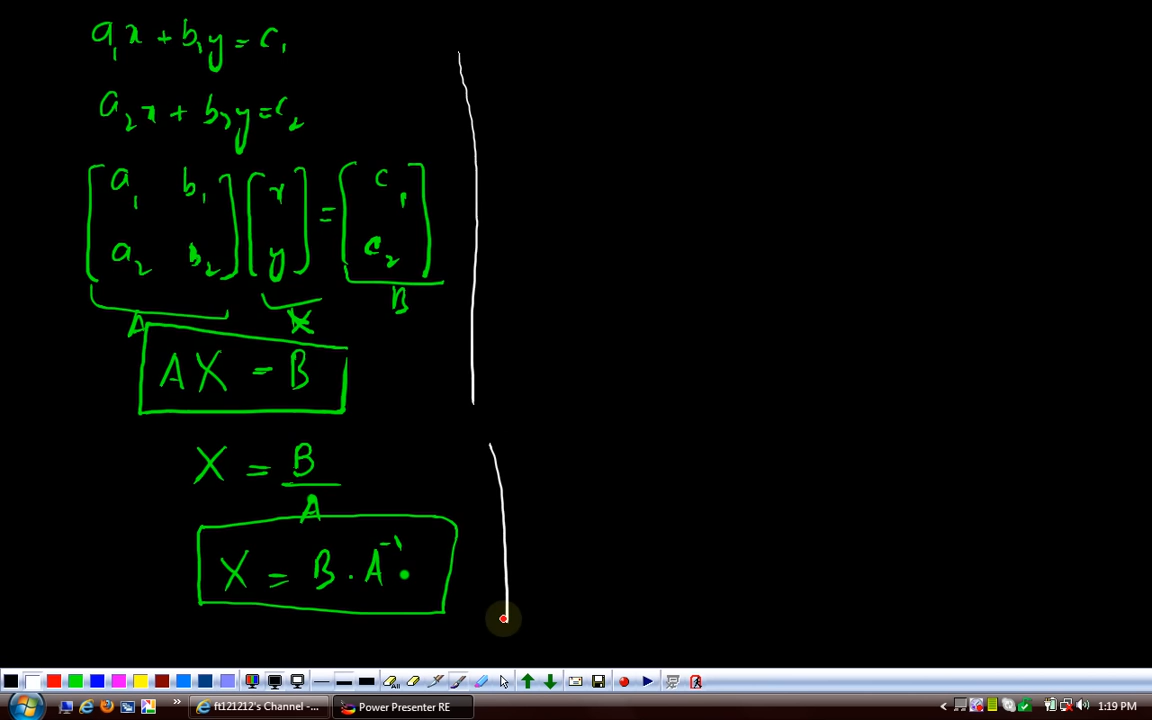 a₁x + b₁y = c₁
a₂x + b₂y = c₂
[a₁ b₁] [x] = [c₁]
[a₂ b₂] [y] [c₂]
A X B
AX = B
X = B
A
X = B · A⁻¹ ·
All
ft121212's Channel -...
Power Presenter RE
1:19 PM